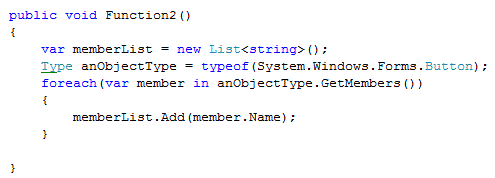 public void Function2()
{
    var memberList = new List<string>();
    Type anObjectType = typeof(System.Windows.Forms.Button);
    foreach(var member in anObjectType.GetMembers())
    {
        memberList.Add(member.Name);
    }
}